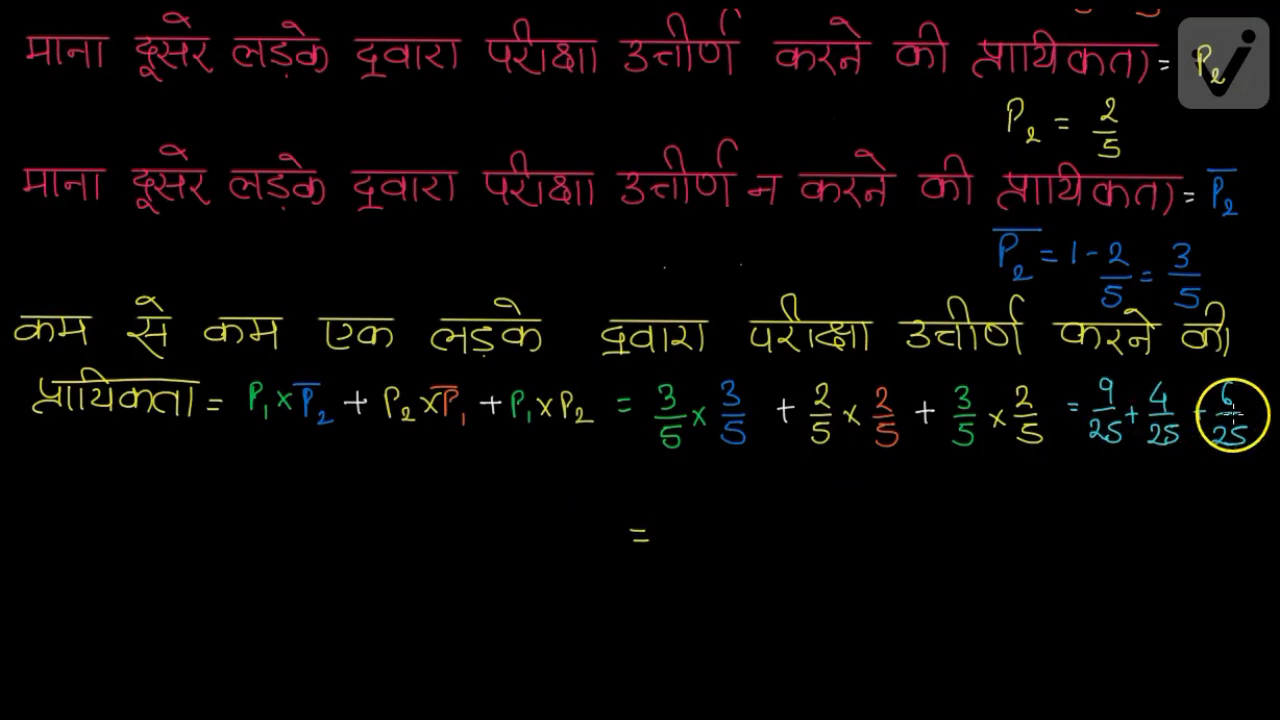 माना दूसरे लड़के द्वारा परीक्षा उत्तीर्ण करने की प्रायिकता = P₂
P₂ = 2/5
माना दूसरे लड़के द्वारा परीक्षा उत्तीर्ण न करने की प्रायिकता = P̅₂
P̅₂ = 1 - 2/5 = 3/5
कम से कम एक लड़के द्वारा परीक्षा उत्तीर्ण करने की
प्रायिकता = P₁ × P̅₂ + P₂ × P̅₁ + P₁ × P₂ = 3/5 × 3/5 + 2/5 × 2/5 + 3/5 × 2/5 = 9/25 + 4/25 + 6/25
=